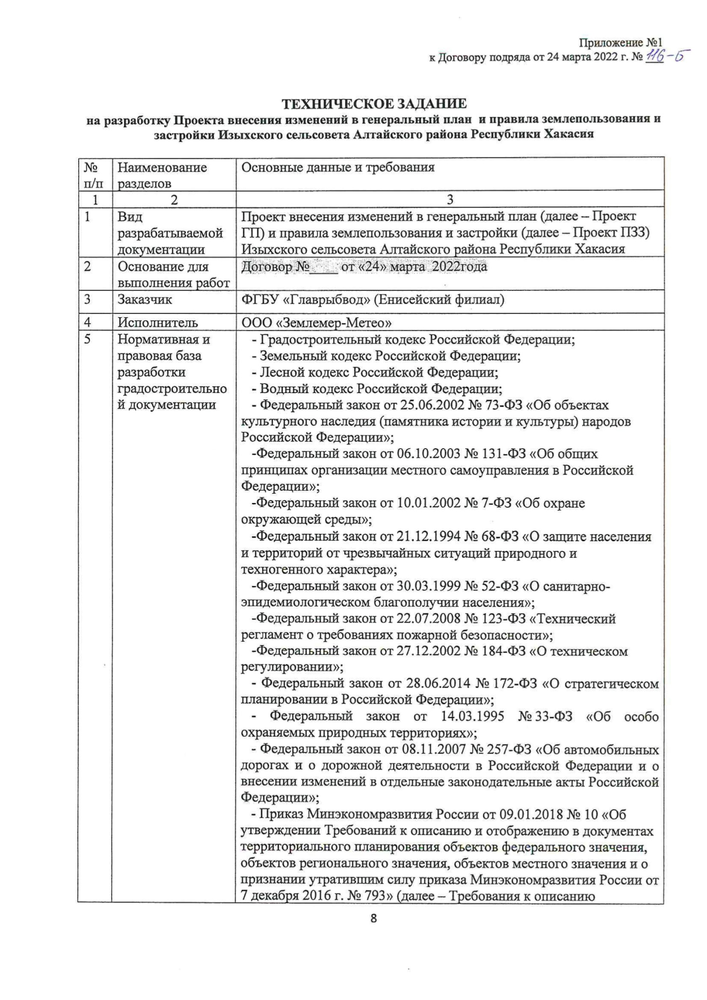 Приложение №1
к Договору подряда от 24 марта 2022 г. № 116-Б
ТЕХНИЧЕСКОЕ ЗАДАНИЕ
на разработку Проекта внесения изменений в генеральный план и правила землепользования и
застройки Изыхского сельсовета Алтайского района Республики Хакасия
№ Наименование Основные данные и требования
п/п разделов
1 2 3
1 Вид Проект внесения изменений в генеральный план (далее – Проект
разрабатываемой ГП) и правила землепользования и застройки (далее – Проект ПЗЗ)
документации Изыхского сельсовета Алтайского района Республики Хакасия
2 Основание для Договор №____ от «24» марта 2022года
выполнения работ
3 Заказчик ФГБУ «Главрыбвод» (Енисейский филиал)
4 Исполнитель ООО «Землемер-Метео»
5 Нормативная и - Градостроительный кодекс Российской Федерации;
правовая база - Земельный кодекс Российской Федерации;
разработки - Лесной кодекс Российской Федерации;
градостроительно - Водный кодекс Российской Федерации;
й документации - Федеральный закон от 25.06.2002 № 73-ФЗ «Об объектах
культурного наследия (памятника истории и культуры) народов
Российской Федерации»;
-Федеральный закон от 06.10.2003 № 131-ФЗ «Об общих
принципах организации местного самоуправления в Российской
Федерации»;
-Федеральный закон от 10.01.2002 № 7-ФЗ «Об охране
окружающей среды»;
-Федеральный закон от 21.12.1994 № 68-ФЗ «О защите населения
и территорий от чрезвычайных ситуаций природного и
техногенного характера»;
-Федеральный закон от 30.03.1999 № 52-ФЗ «О санитарно-
эпидемиологическом благополучии населения»;
-Федеральный закон от 22.07.2008 № 123-ФЗ «Технический
регламент о требованиях пожарной безопасности»;
-Федеральный закон от 27.12.2002 № 184-ФЗ «О техническом
регулировании»;
- Федеральный закон от 28.06.2014 № 172-ФЗ «О стратегическом
планировании в Российской Федерации»;
- Федеральный закон от 14.03.1995 № 33-ФЗ «Об особо
охраняемых природных территориях»;
- Федеральный закон от 08.11.2007 № 257-ФЗ «Об автомобильных
дорогах и о дорожной деятельности в Российской Федерации и о
внесении изменений в отдельные законодательные акты Российской
Федерации»;
- Приказ Минэкономразвития России от 09.01.2018 № 10 «Об
утверждении Требований к описанию и отображению в документах
территориального планирования объектов федерального значения,
объектов регионального значения, объектов местного значения и о
признании утратившим силу приказа Минэкономразвития России от
7 декабря 2016 г. № 793» (далее – Требования к описанию
8